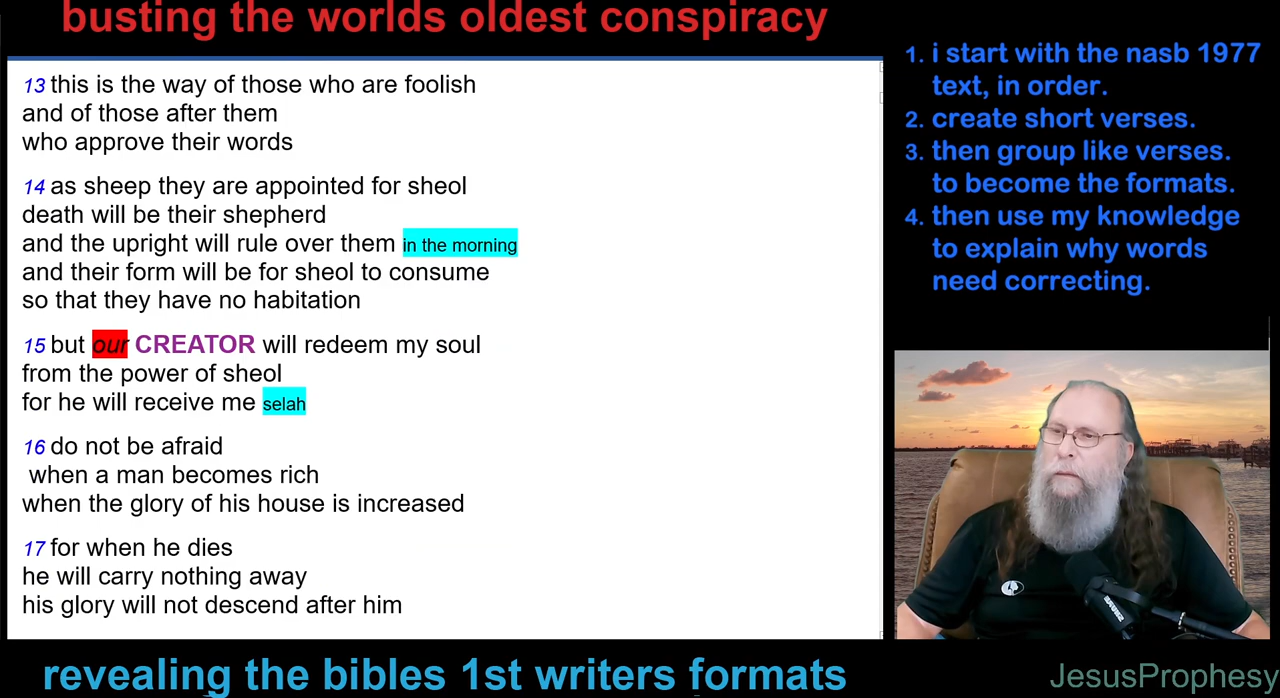 busting the worlds oldest conspiracy
13 this is the way of those who are foolish
and of those after them
who approve their words
14 as sheep they are appointed for sheol
death will be their shepherd
and the upright will rule over them in the morning
and their form will be for sheol to consume
so that they have no habitation
15 but our CREATOR will redeem my soul
from the power of sheol
for he will receive me selah
16 do not be afraid
when a man becomes rich
when the glory of his house is increased
17 for when he dies
he will carry nothing away
his glory will not descend after him
1. i start with the nasb 1977
text, in order.
2. create short verses.
3. then group like verses.
to become the formats.
4. then use my knowledge
to explain why words
need correcting.
revealing the bibles 1st writers formats
JesusProphesy